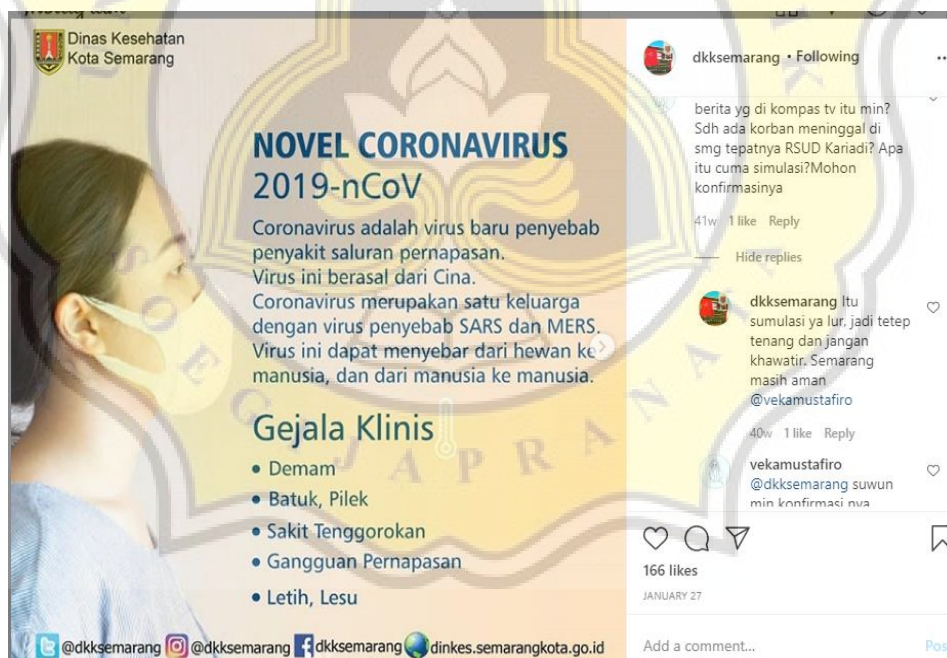 Dinas Kesehatan
Kota Semarang
NOVEL CORONAVIRUS
2019-nCoV
Coronavirus adalah virus baru penyebab
penyakit saluran pernapasan.
Virus ini berasal dari Cina.
Coronavirus merupakan satu keluarga
dengan virus penyebab SARS dan MERS.
Virus ini dapat menyebar dari hewan ke
manusia, dan dari manusia ke manusia.
Gejala Klinis
• Demam
• Batuk, Pilek
• Sakit Tenggorokan
• Gangguan Pernapasan
• Letih, Lesu
@dkksemarang @dkksemarang dkksemarang dinkes.semarangkota.go.id
dkksemarang • Following
berita yg di kompas tv itu min?
Sdh ada korban meninggal di
smg tepatnya RSUD Kariadi? Apa
itu cuma simulasi?Mohon
konfirmasinya
41w 1 like Reply
Hide replies
dkksemarang Itu
sumulasi ya lur, jadi tetep
tenang dan jangan
khawatir. Semarang
masih aman
@vekamustafiro
40w 1 like Reply
vekamustafiro
@dkksemarang suwun
min konfirmasi nya
166 likes
JANUARY 27
Add a comment...
SOEGIJAPRANATA